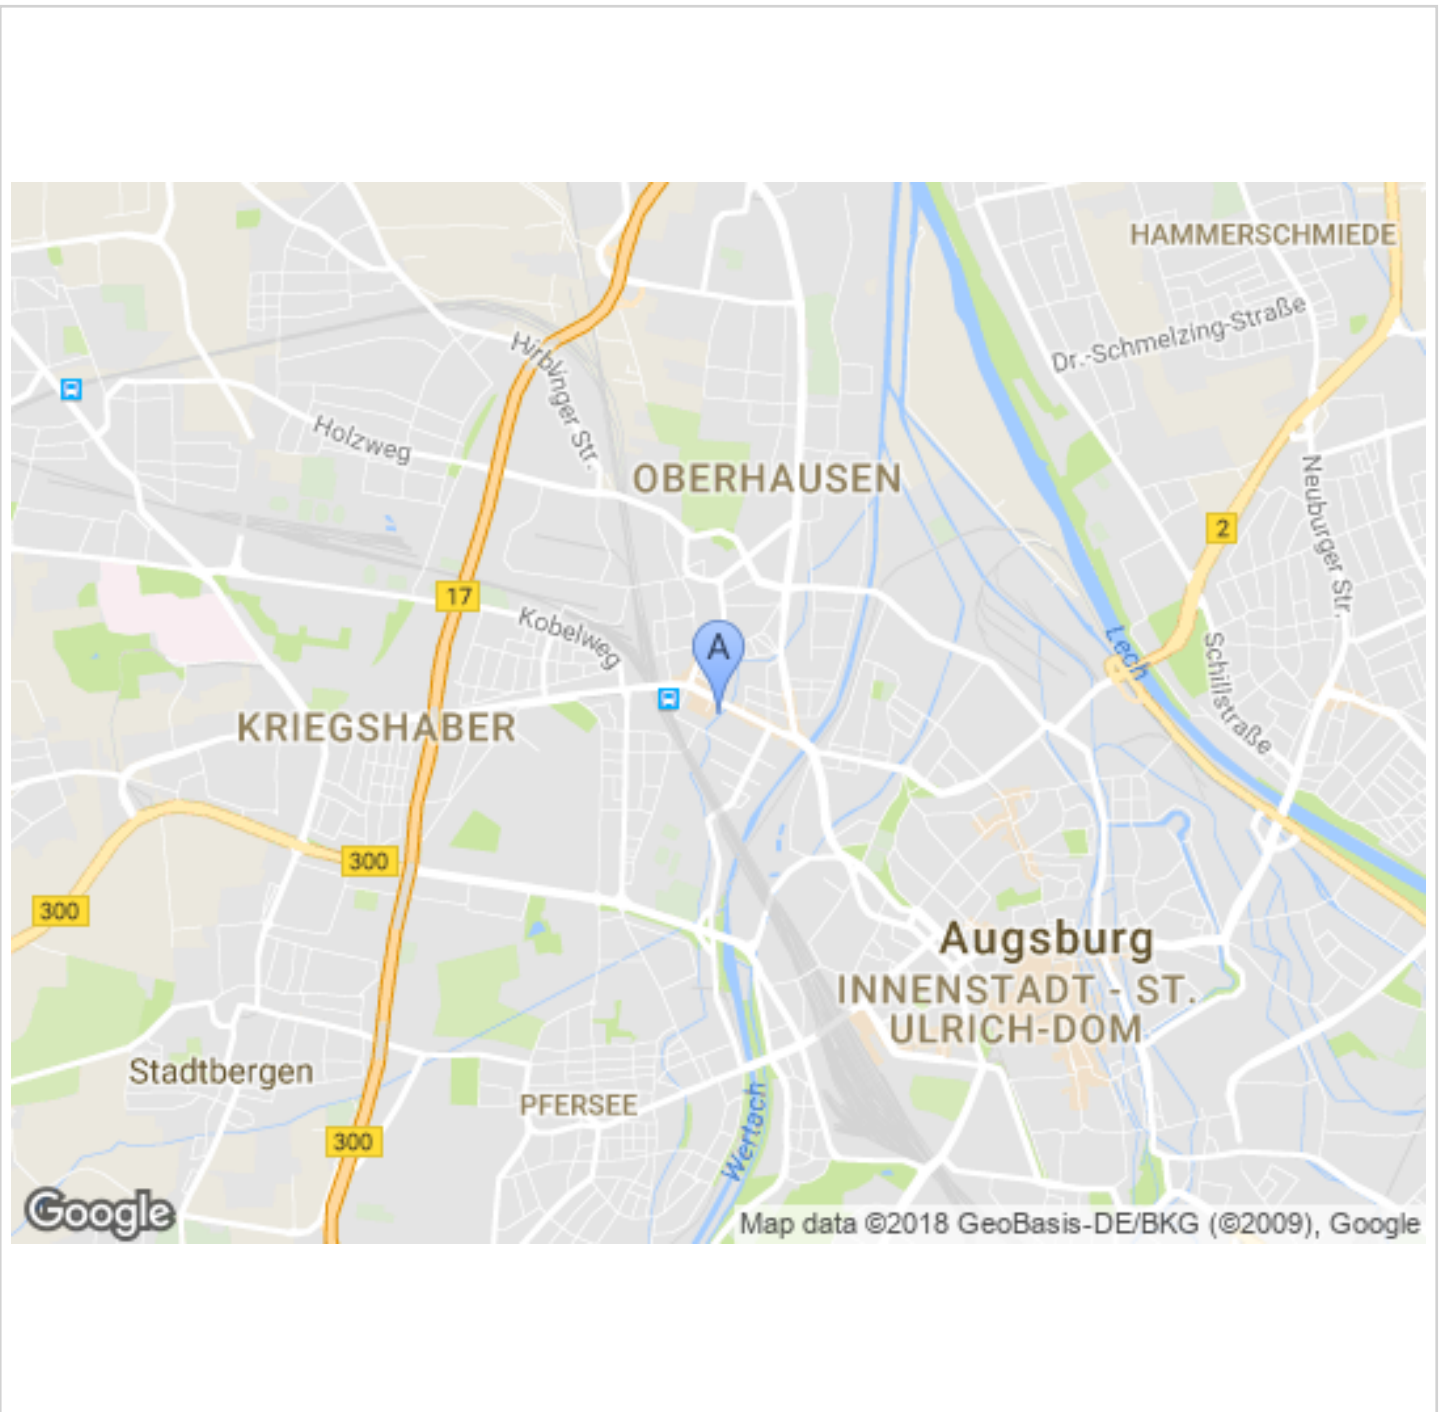 HAMMERSCHMIEDE
Dr.-Schmelzing-Straße
Hirblinger Str.
Holzweg
OBERHAUSEN
Neuburger Str.
2
17
Kobelweg
A
Lech
Schillstraße
KRIEGSHABER
300
300
Augsburg
INNENSTADT - ST.
ULRICH-DOM
Stadtbergen
PFERSEE
Wertach
300
Google
Map data ©2018 GeoBasis-DE/BKG (©2009), Google